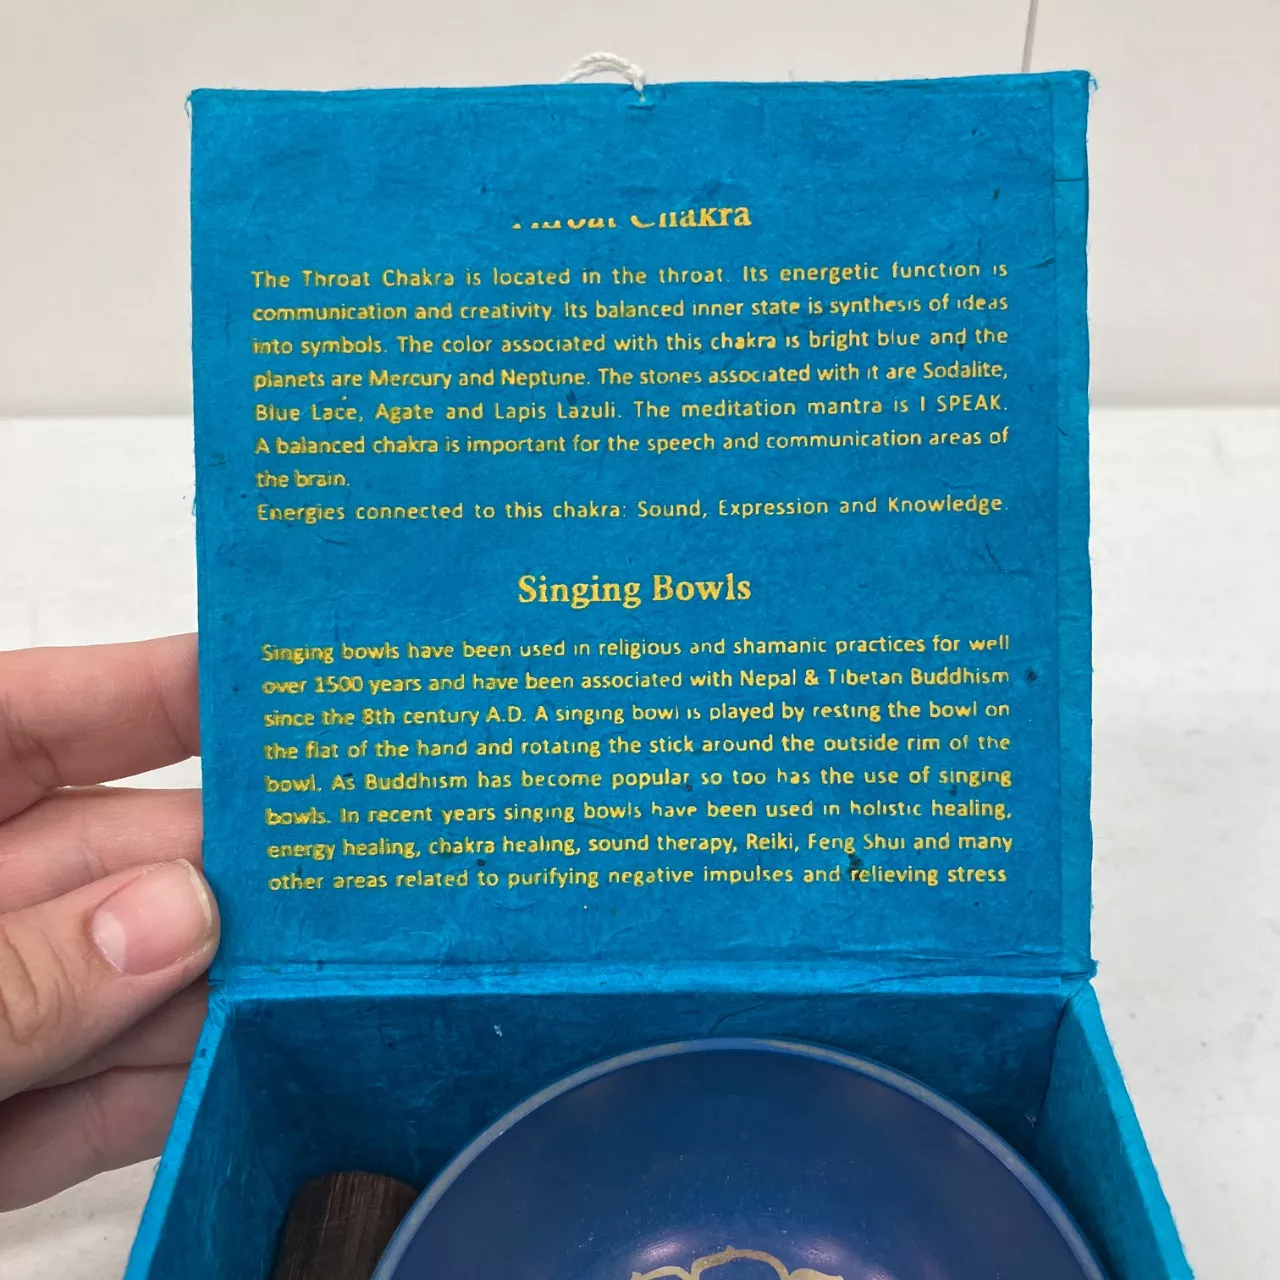 Throat Chakra
The Throat Chakra is located in the throat. Its energetic function is
communication and creativity. Its balanced inner state is synthesis of ideas
into symbols. The color associated with this chakra is bright blue and the
planets are Mercury and Neptune. The stones associated with it are Sodalite,
Blue Lace, Agate and Lapis Lazuli. The meditation mantra is I SPEAK.
A balanced chakra is important for the speech and communication areas of
the brain.
Energies connected to this chakra: Sound, Expression and Knowledge.
Singing Bowls
Singing bowls have been used in religious and shamanic practices for well
over 1500 years and have been associated with Nepal & Tibetan Buddhism
since the 8th century A.D. A singing bowl is played by resting the bowl on
the flat of the hand and rotating the stick around the outside rim of the
bowl. As Buddhism has become popular so too has the use of singing
bowls. In recent years singing bowls have been used in holistic healing,
energy healing, chakra healing, sound therapy, Reiki, Feng Shui and many
other areas related to purifying negative impulses and relieving stress